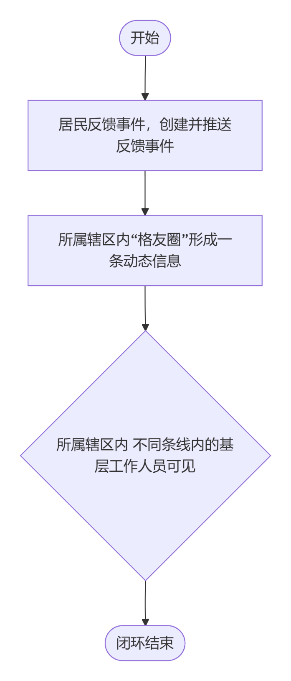 开始
居民反馈事件，创建并推送
反馈事件
所属辖区内“格友圈”形成一
条动态信息
所属辖区内 不同条线内的基
层工作人员可见
闭环结束